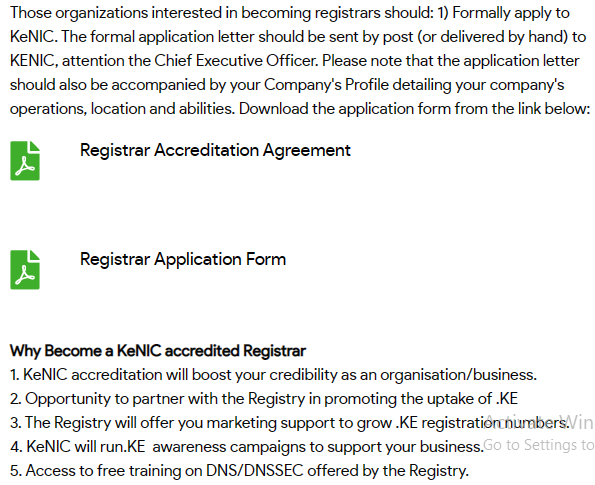 Those organizations interested in becoming registrars should: 1) Formally apply to
KeNIC. The formal application letter should be sent by post (or delivered by hand) to
KENIC, attention the Chief Executive Officer. Please note that the application letter
should also be accompanied by your Company's Profile detailing your company's
operations, location and abilities. Download the application form from the link below:
Registrar Accreditation Agreement
Registrar Application Form
Why Become a KeNIC accredited Registrar
1. KeNIC accreditation will boost your credibility as an organisation/business.
2. Opportunity to partner with the Registry in promoting the uptake of .KE
3. The Registry will offer you marketing support to grow .KE registration numbers.
Activate Win
4. KeNIC will run.KE awareness campaigns to support your business.
Go to Settings to
5. Access to free training on DNS/DNSSEC offered by the Registry.